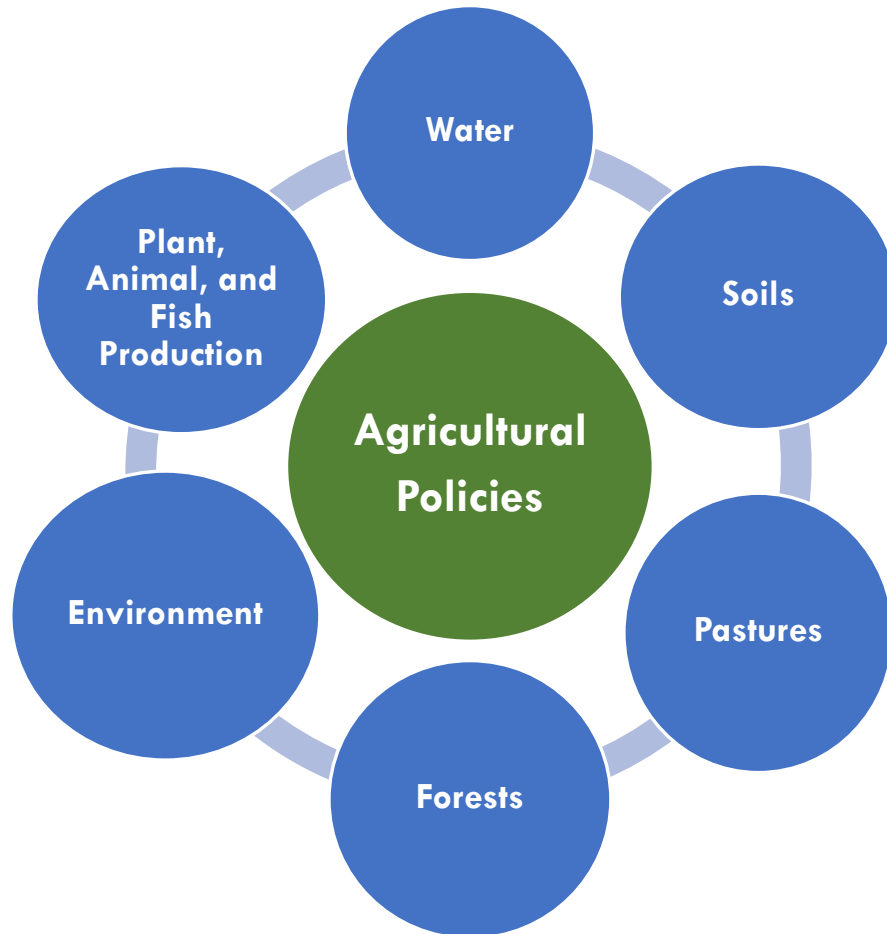 Water
Soils
Pastures
Forests
Environment
Plant,
Animal, and
Fish
Production
Agricultural
Policies